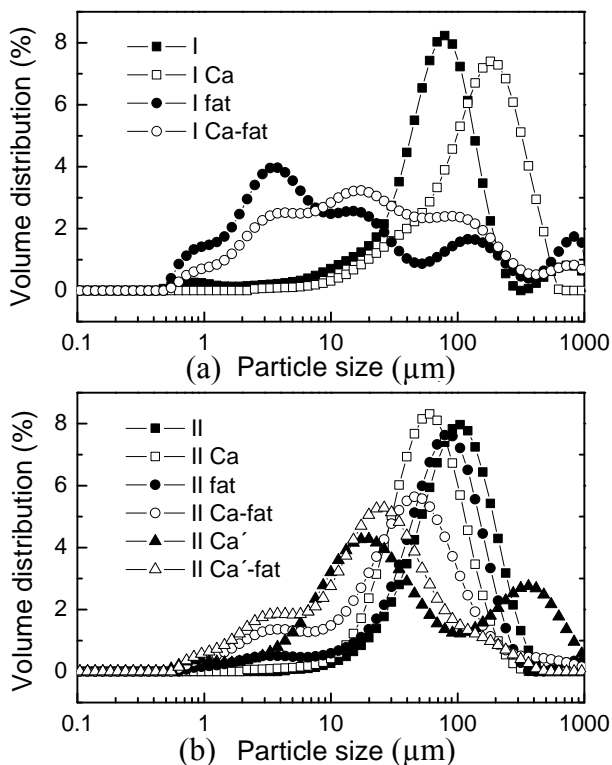 8
6
4
2
0
Volume distribution (%)
I
I Ca
I fat
I Ca-fat
0.1
1
10
100
1000
(a)
Particle size (µm)
8
6
4
2
0
Volume distribution (%)
II
II Ca
II fat
II Ca-fat
II Ca´
II Ca´-fat
0.1
1
10
100
1000
(b)
Particle size (µm)